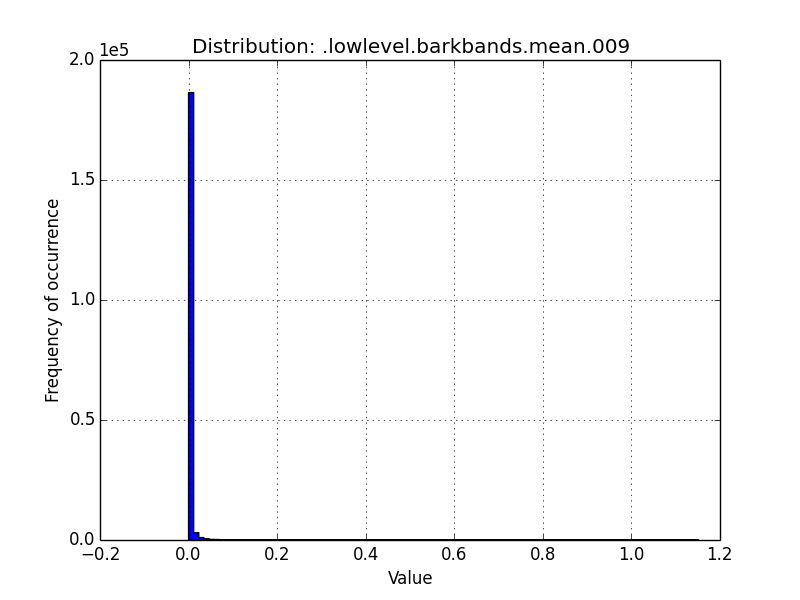 Distribution: .lowlevel.barkbands.mean.009
1e5
2.0
1.5
1.0
0.5
0.0
Frequency of occurrence
−0.2 0.0 0.2 0.4 0.6 0.8 1.0 1.2
Value